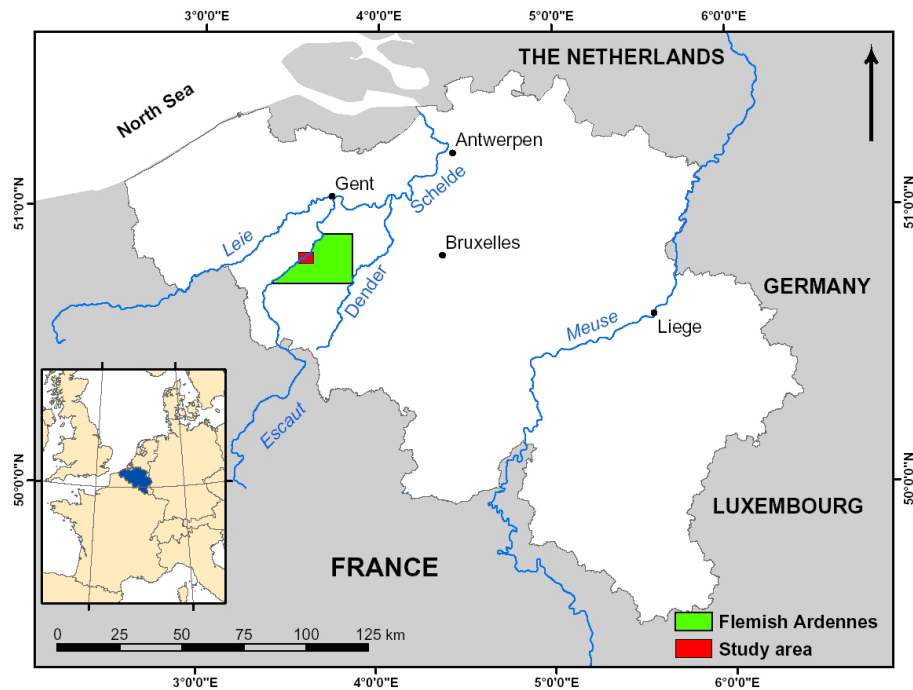 3°0'0"E 4°0'0"E 5°0'0"E 6°0'0"E
THE NETHERLANDS
North Sea
Antwerpen
Gent
Schelde
51°0'0"N
51°0'0"N
Leie
Bruxelles
Dender
GERMANY
Meuse
Liege
Escaut
50°0'0"N
50°0'0"N
LUXEMBOURG
FRANCE
Flemish Ardennes
Study area
0 25 50 75 100 125 km
3°0'0"E 4°0'0"E 5°0'0"E 6°0'0"E